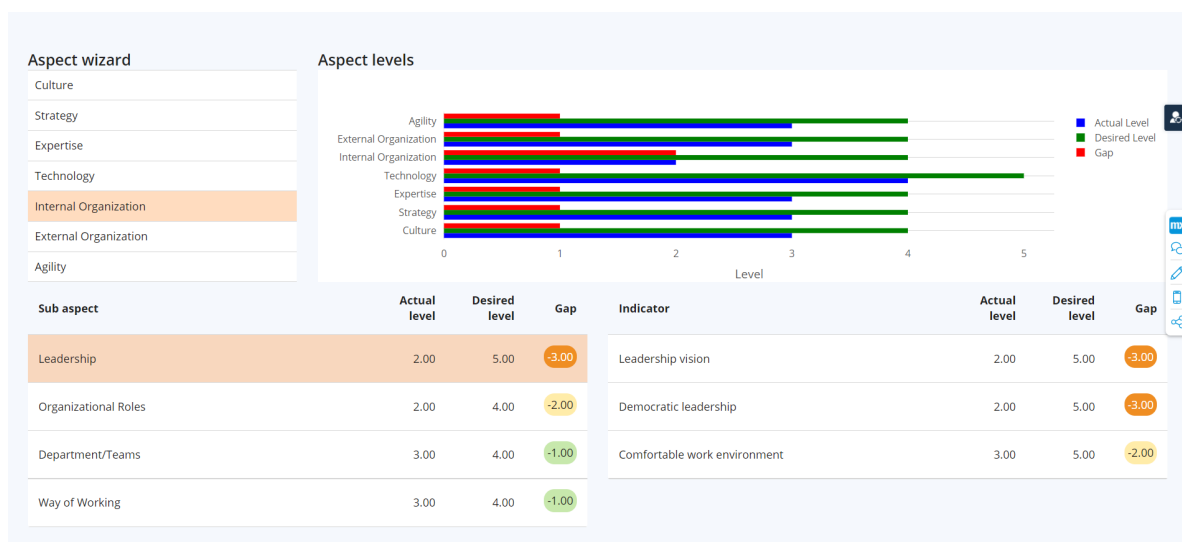 Aspect wizard
Culture
Strategy
Expertise
Technology
Internal Organization
External Organization
Agility
Aspect levels
Agility
External Organization
Internal Organization
Technology
Expertise
Strategy
Culture
0 1 2 3 4 5
Level
Actual Level
Desired Level
Gap
mx
Sub aspect Actual level Desired level Gap
Leadership 2.00 5.00 -3.00
Organizational Roles 2.00 4.00 -2.00
Department/Teams 3.00 4.00 -1.00
Way of Working 3.00 4.00 -1.00
Indicator Actual level Desired level Gap
Leadership vision 2.00 5.00 -3.00
Democratic leadership 2.00 5.00 -3.00
Comfortable work environment 3.00 5.00 -2.00